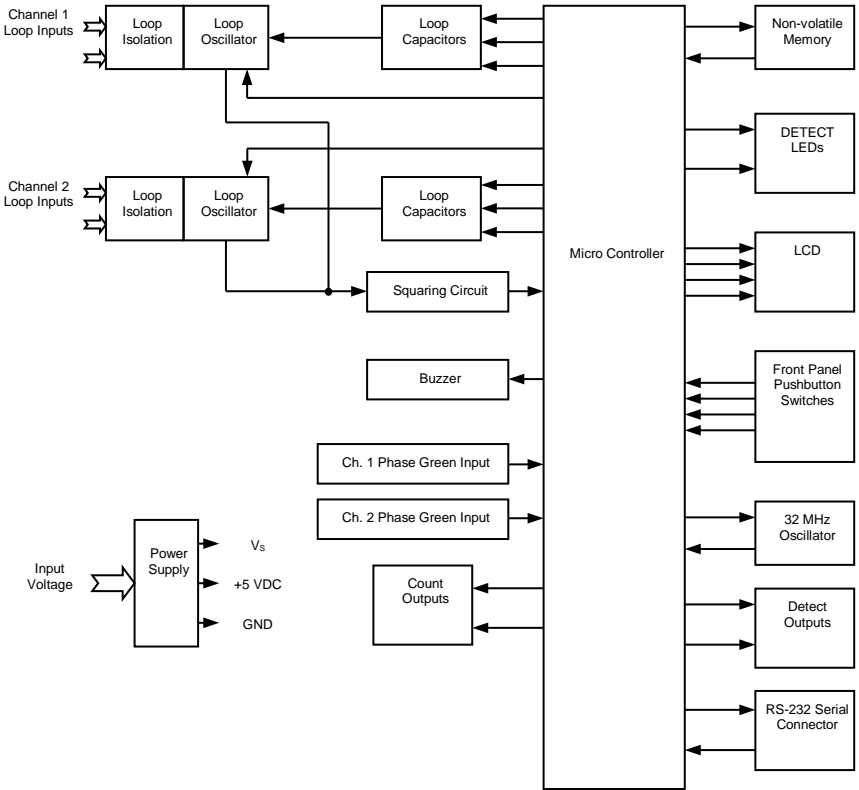 Channel 1
Loop Inputs
Loop
Isolation
Loop
Oscillator
Loop
Capacitors
Non-volatile
Memory
DETECT
LEDs
Channel 2
Loop Inputs
Loop
Isolation
Loop
Oscillator
Loop
Capacitors
Micro Controller
LCD
Squaring Circuit
Buzzer
Front Panel
Pushbutton
Switches
Ch. 1 Phase Green Input
Ch. 2 Phase Green Input
32 MHz
Oscillator
Input
Voltage
Power
Supply
VS
+5 VDC
GND
Count
Outputs
Detect
Outputs
RS-232 Serial
Connector